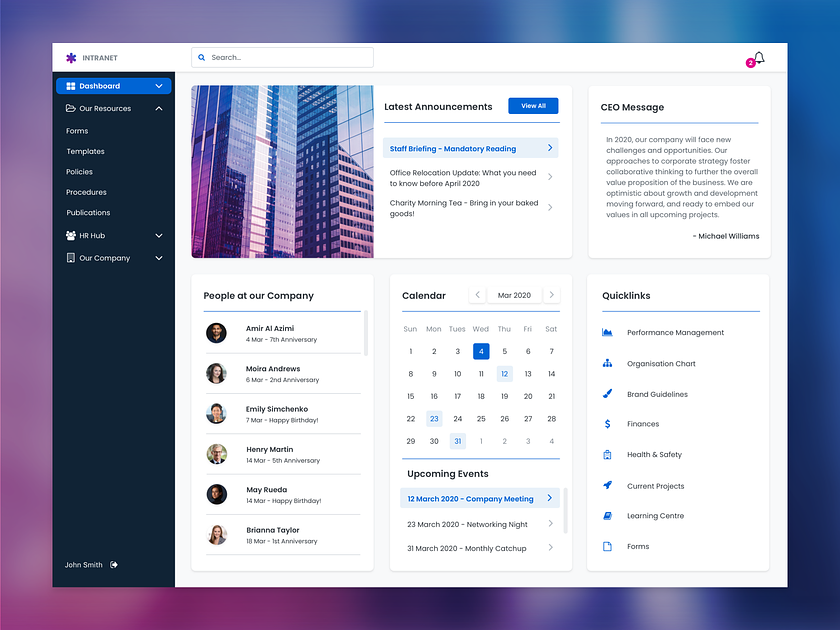 INTRANET
Search...
2
Dashboard
Our Resources
Forms
Templates
Policies
Procedures
Publications
HR Hub
Our Company
John Smith
Latest Announcements
View All
Staff Briefing - Mandatory Reading
Office Relocation Update: What you need
to know before April 2020
Charity Morning Tea - Bring in your baked
goods!
CEO Message
In 2020, our company will face new
challenges and opportunities. Our
approaches to corporate strategy foster
collaborative thinking to further the overall
value proposition of the business. We are
optimistic about growth and development
moving forward, and ready to embed our
values in all upcoming projects.
- Michael Williams
People at our Company
Amir Al Azimi
4 Mar - 7th Anniversary
Moira Andrews
6 Mar - 2nd Anniversary
Emily Simchenko
7 Mar - Happy Birthday!
Henry Martin
14 Mar - 5th Anniversary
May Rueda
14 Mar - Happy Birthday!
Brianna Taylor
18 Mar - 1st Anniversary
Calendar
Mar 2020
Sun Mon Tues Wed Thu Fri Sat
1 2 3 4 5 6 7
8 9 10 11 12 13 14
15 16 17 18 19 20 21
22 23 24 25 26 27 28
29 30 31 1 2 3 4
Upcoming Events
12 March 2020 - Company Meeting
23 March 2020 - Networking Night
31 March 2020 - Monthly Catchup
Quicklinks
Performance Management
Organisation Chart
Brand Guidelines
$ Finances
Health & Safety
Current Projects
Learning Centre
Forms